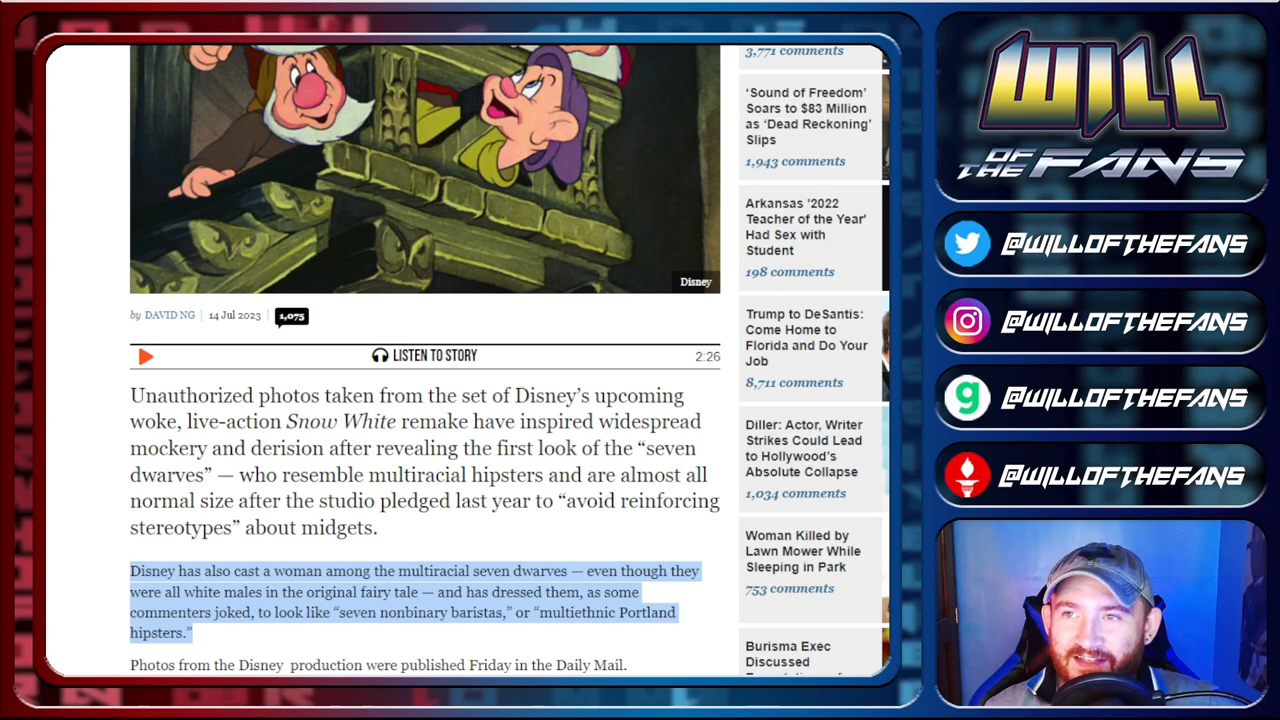 Disney
by DAVID NG 14 Jul 2023 1,075
LISTEN TO STORY 2:26
Unauthorized photos taken from the set of Disney’s upcoming
woke, live-action Snow White remake have inspired widespread
mockery and derision after revealing the first look of the “seven
dwarves” — who resemble multiracial hipsters and are almost all
normal size after the studio pledged last year to “avoid reinforcing
stereotypes” about midgets.
Disney has also cast a woman among the multiracial seven dwarves — even though they
were all white males in the original fairy tale — and has dressed them, as some
commenters joked, to look like “seven nonbinary baristas,” or “multiethnic Portland
hipsters.”
Photos from the Disney production were published Friday in the Daily Mail.
3,771 comments
‘Sound of Freedom’
Soars to $83 Million
as ‘Dead Reckoning’
Slips
1,943 comments
Arkansas '2022
Teacher of the Year'
Had Sex with
Student
198 comments
Trump to DeSantis:
Come Home to
Florida and Do Your
Job
8,711 comments
Diller: Actor, Writer
Strikes Could Lead
to Hollywood’s
Absolute Collapse
1,034 comments
Woman Killed by
Lawn Mower While
Sleeping in Park
753 comments
Burisma Exec
Discussed
WILL
OF THE FANS
@WILLOFTHEFANS
@WILLOFTHEFANS
@WILLOFTHEFANS
@WILLOFTHEFANS